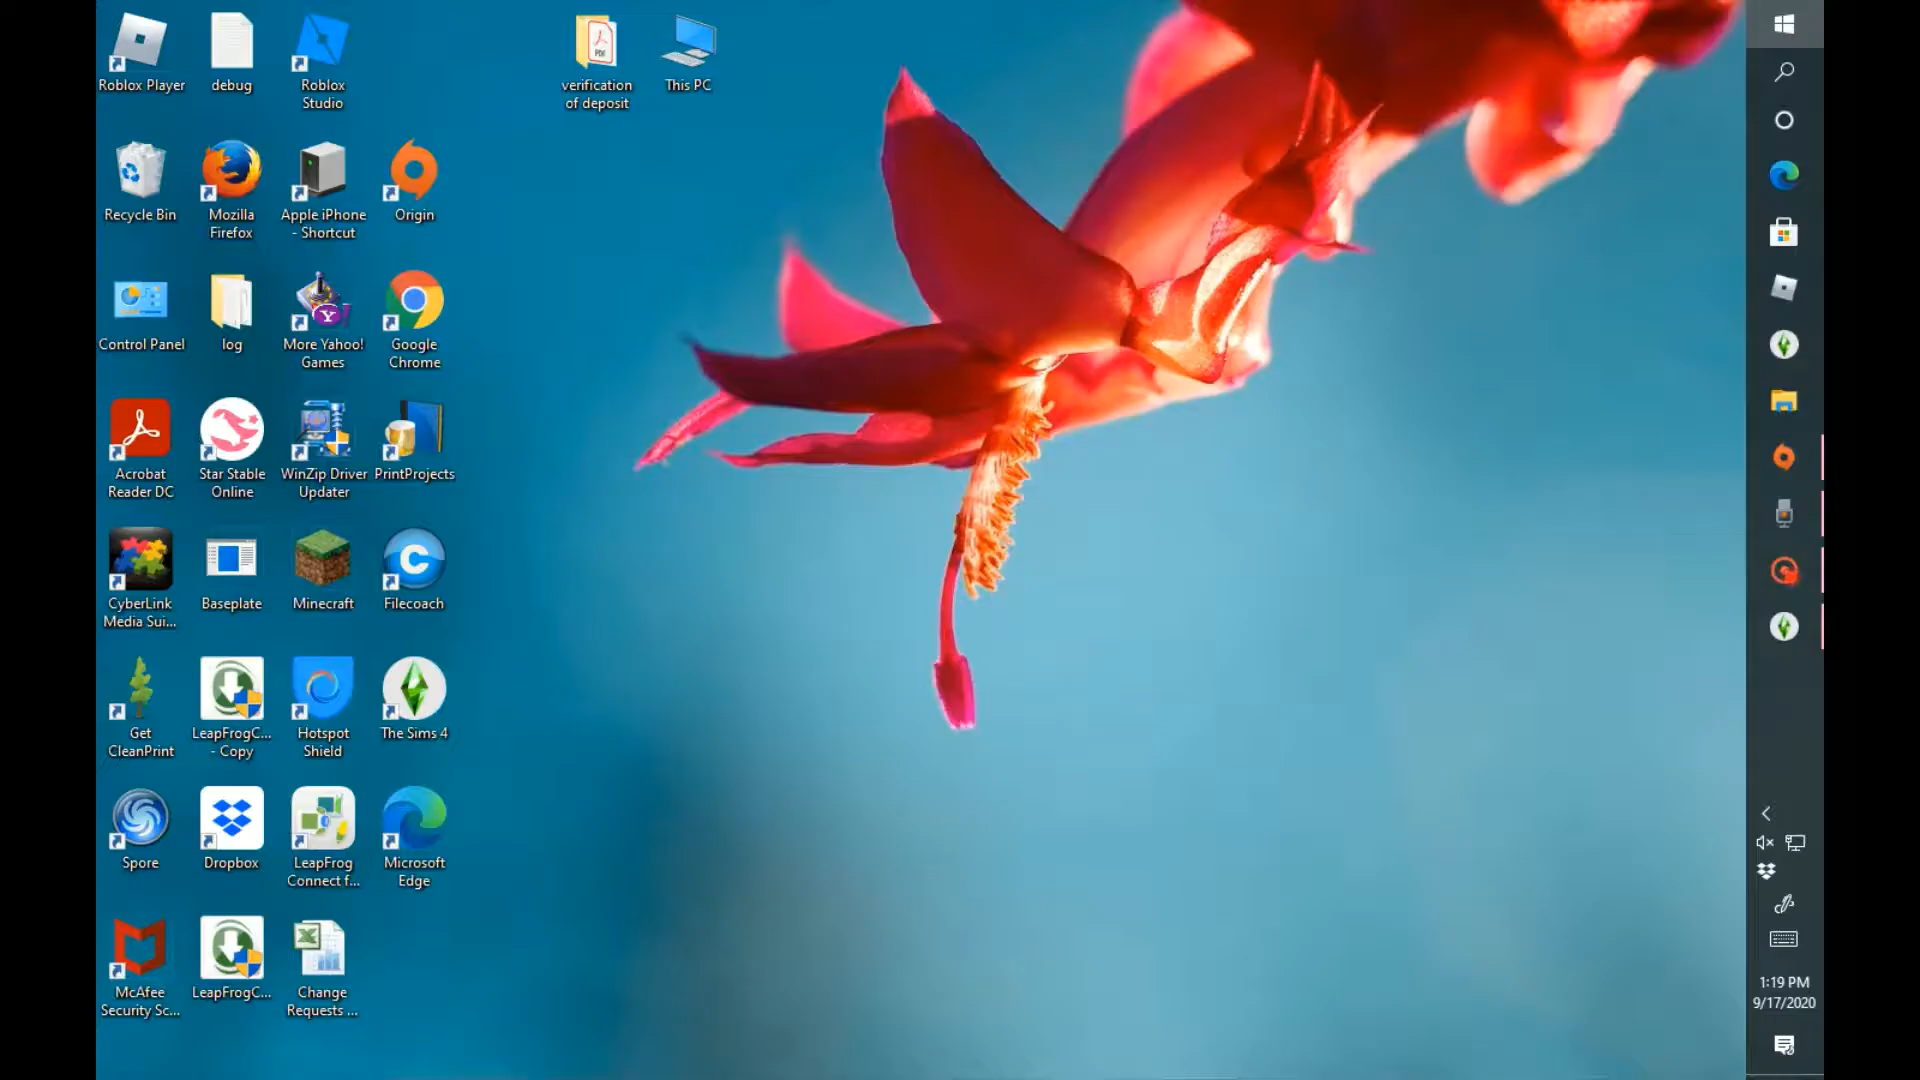 Roblox Player
debug
Roblox
Studio
verification
of deposit
This PC
Recycle Bin
Mozilla
Firefox
Apple iPhone
- Shortcut
Origin
Control Panel
log
More Yahoo!
Games
Google
Chrome
Acrobat
Reader DC
Star Stable
Online
WinZip Driver
Updater
PrintProjects
CyberLink
Media Sui...
Baseplate
Minecraft
Filecoach
Get
CleanPrint
LeapFrogC...
- Copy
Hotspot
Shield
The Sims 4
Spore
Dropbox
LeapFrog
Connect f...
Microsoft
Edge
McAfee
Security Sc...
LeapFrogC...
Change
Requests ...
PDF
1:19 PM
9/17/2020